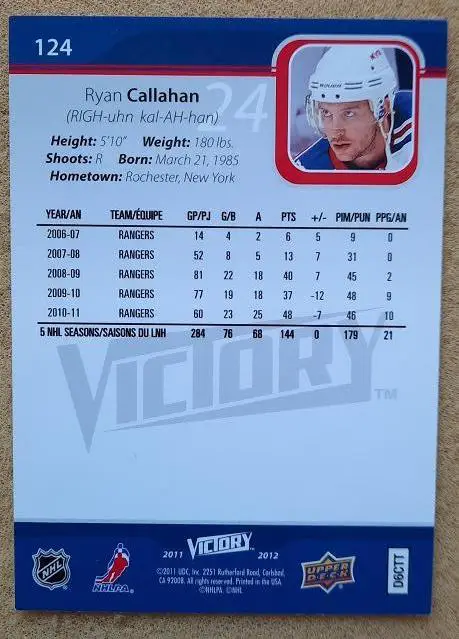 124
24
Ryan Callahan
(RIGH-uhn kal-AH-han)
Height: 5'10" Weight: 180 lbs.
Shoots: R Born: March 21, 1985
Hometown: Rochester, New York
YEAR/AN TEAM/ÉQUIPE GP/PJ G/B A PTS +/- PIM/PUN PPG/AN
2006-07 RANGERS 14 4 2 6 5 9 0
2007-08 RANGERS 52 8 5 13 7 31 0
2008-09 RANGERS 81 22 18 40 7 45 2
2009-10 RANGERS 77 19 18 37 -12 48 9
2010-11 RANGERS 60 23 25 48 -7 46 10
5 NHL SEASONS/SAISONS DU LNH 284 76 68 144 0 179 21
VICTORY TM
2011 VICTORY 2012
©2011 UDC, Inc. 2251 Rutherford Road, Carlsbad,
CA 92008. All rights reserved. Printed in the USA.
©NHLPA. ©NHL
NHL
NHLPA.
UPPER DECK
D6CTT